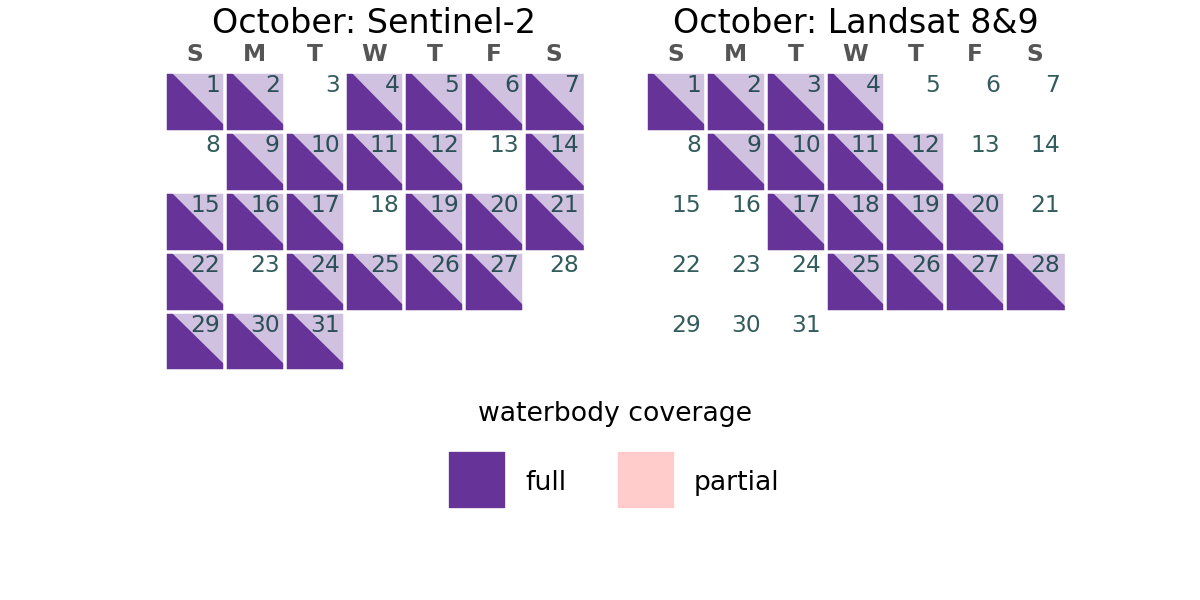 October: Sentinel-2
S M T W T F S
1 2 3 4 5 6 7
8 9 10 11 12 13 14
15 16 17 18 19 20 21
22 23 24 25 26 27 28
29 30 31
October: Landsat 8&9
S M T W T F S
1 2 3 4 5 6 7
8 9 10 11 12 13 14
15 16 17 18 19 20 21
22 23 24 25 26 27 28
29 30 31
waterbody coverage
full partial